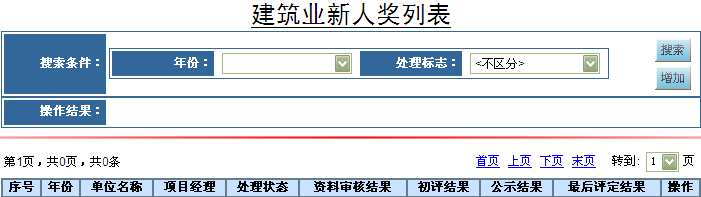 建筑业新人奖列表
搜索条件： 年份： 处理标志： <不区分> 搜索
增加
操作结果：
第1页，共0页，共0条 首页 上页 下页 末页 转到: 1 页
序号 年份 单位名称 项目经理 处理状态 资料审核结果 初评结果 公示结果 最后评定结果 操作